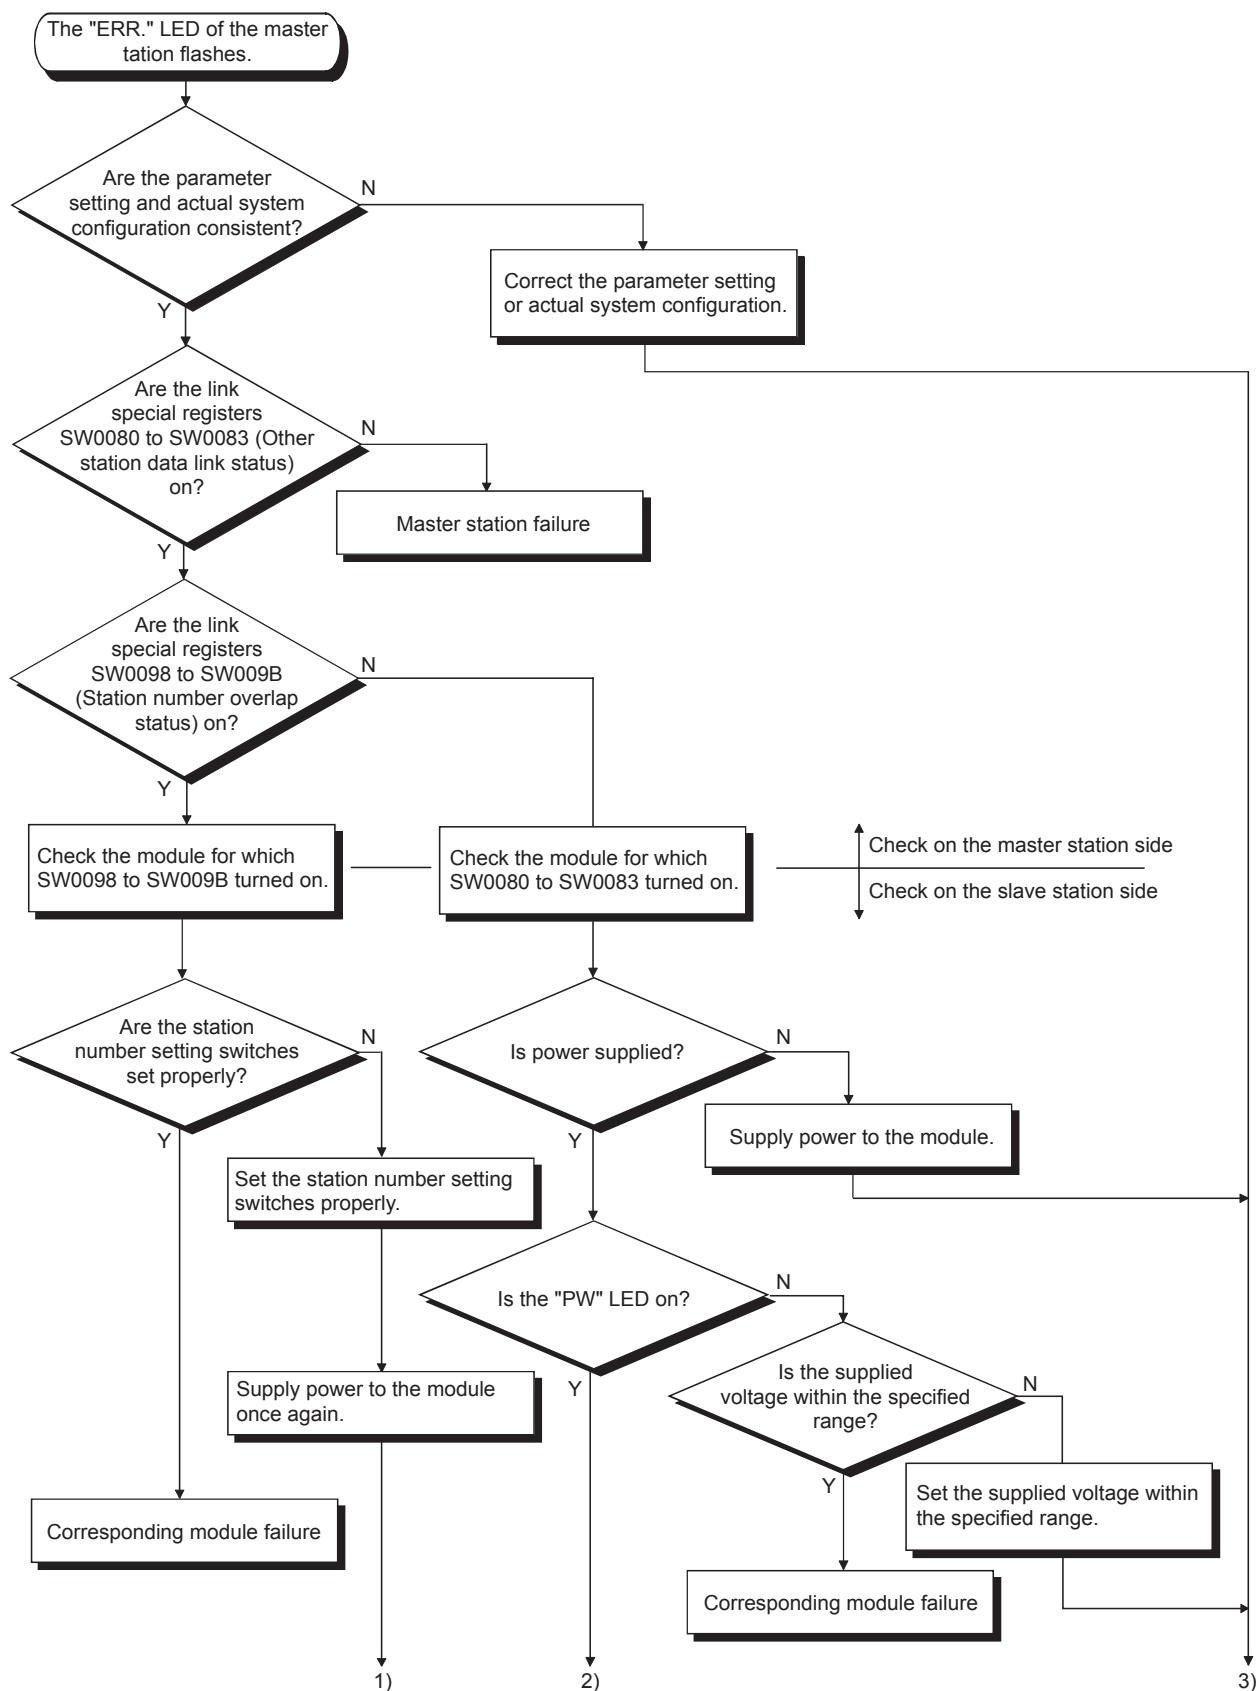 The "ERR." LED of the master
tation flashes.
Are the parameter
setting and actual system
configuration consistent?
N
Correct the parameter setting
or actual system configuration.
Y
Are the link
special registers
SW0080 to SW0083 (Other
station data link status)
on?
N
Master station failure
Y
Are the link
special registers
SW0098 to SW009B
(Station number overlap
status) on?
N
Y
Check the module for which
SW0098 to SW009B turned on.
Check the module for which
SW0080 to SW0083 turned on.
Check on the master station side
Check on the slave station side
Are the station
number setting switches
set properly?
N
Is power supplied?
N
Y
Y
Supply power to the module.
Set the station number setting
switches properly.
Is the "PW" LED on?
N
Supply power to the module
once again.
Y
Is the supplied
voltage within the specified
range?
N
Y
Set the supplied voltage within
the specified range.
Corresponding module failure
Corresponding module failure
1)
2)
3)